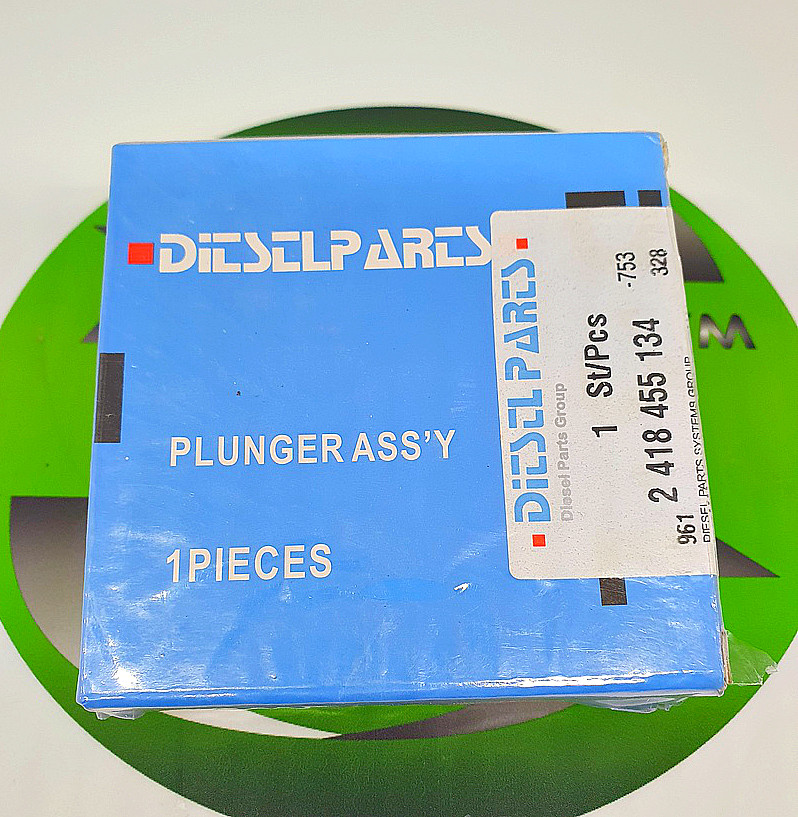 DIESELPARTS
PLUNGER ASS'Y
1PIECES
DIESELPARTS
Diesel Parts Group
1 St/Pcs
-753
961 2 418 455 134 328
DIESEL PARTS SYSTEMS GROUP